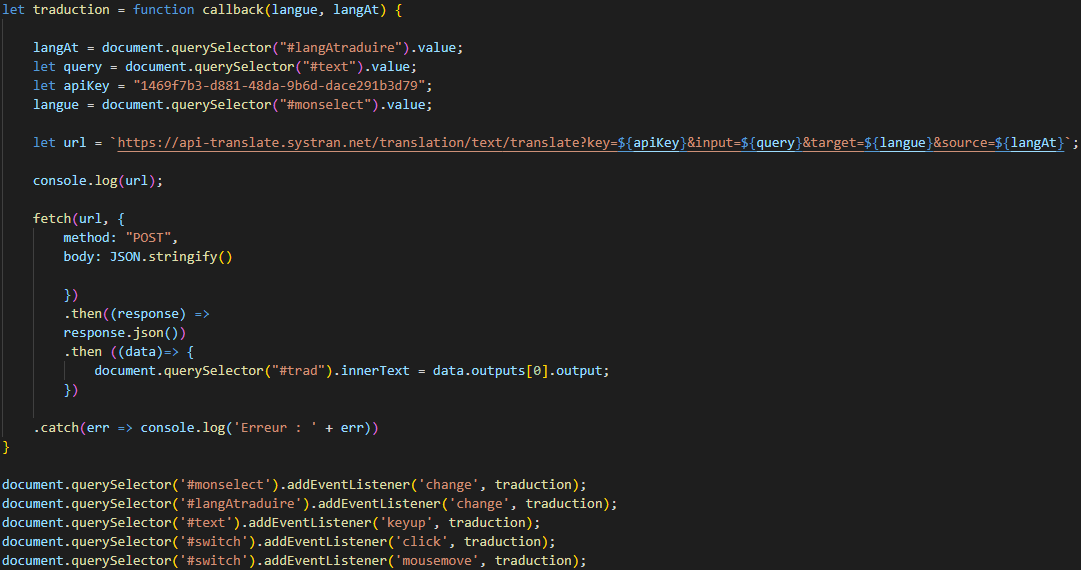 let traduction = function callback(langue, langAt) {
langAt = document.querySelector("#langAtraduire").value;
let query = document.querySelector("#text").value;
let apiKey = "1469f7b3-d881-48da-9b6d-dace291b3d79";
langue = document.querySelector("#monselect").value;
let url = `https://api-translate.systran.net/translation/text/translate?key=${apiKey}&input=${query}&target=${langue}&source=${langAt}`;
console.log(url);
fetch(url, {
method: "POST",
body: JSON.stringify()
})
.then((response) =>
response.json())
.then ((data)=> {
document.querySelector("#trad").innerText = data.outputs[0].output;
})
.catch(err => console.log('Erreur : ' + err))
}
document.querySelector('#monselect').addEventListener('change', traduction);
document.querySelector('#langAtraduire').addEventListener('change', traduction);
document.querySelector('#text').addEventListener('keyup', traduction);
document.querySelector('#switch').addEventListener('click', traduction);
document.querySelector('#switch').addEventListener('mousemove', traduction);